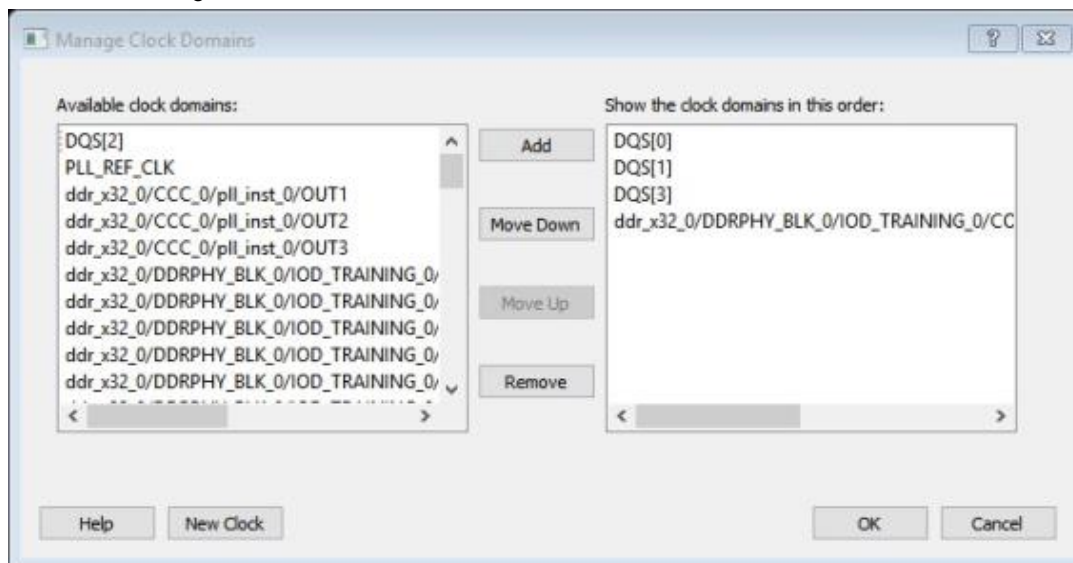 Manage Clock Domains
Available clock domains:
Show the clock domains in this order:
DQS[2]
PLL_REF_CLK
ddr_x32_0/CCC_0/pll_inst_0/OUT1
ddr_x32_0/CCC_0/pll_inst_0/OUT2
ddr_x32_0/CCC_0/pll_inst_0/OUT3
ddr_x32_0/DDRPHY_BLK_0/IOD_TRAINING_0/
ddr_x32_0/DDRPHY_BLK_0/IOD_TRAINING_0/
ddr_x32_0/DDRPHY_BLK_0/IOD_TRAINING_0/
ddr_x32_0/DDRPHY_BLK_0/IOD_TRAINING_0/
ddr_x32_0/DDRPHY_BLK_0/IOD_TRAINING_0/
Add
Move Down
Move Up
Remove
DQS[0]
DQS[1]
DQS[3]
ddr_x32_0/DDRPHY_BLK_0/IOD_TRAINING_0/CC
Help
New Clock
OK
Cancel